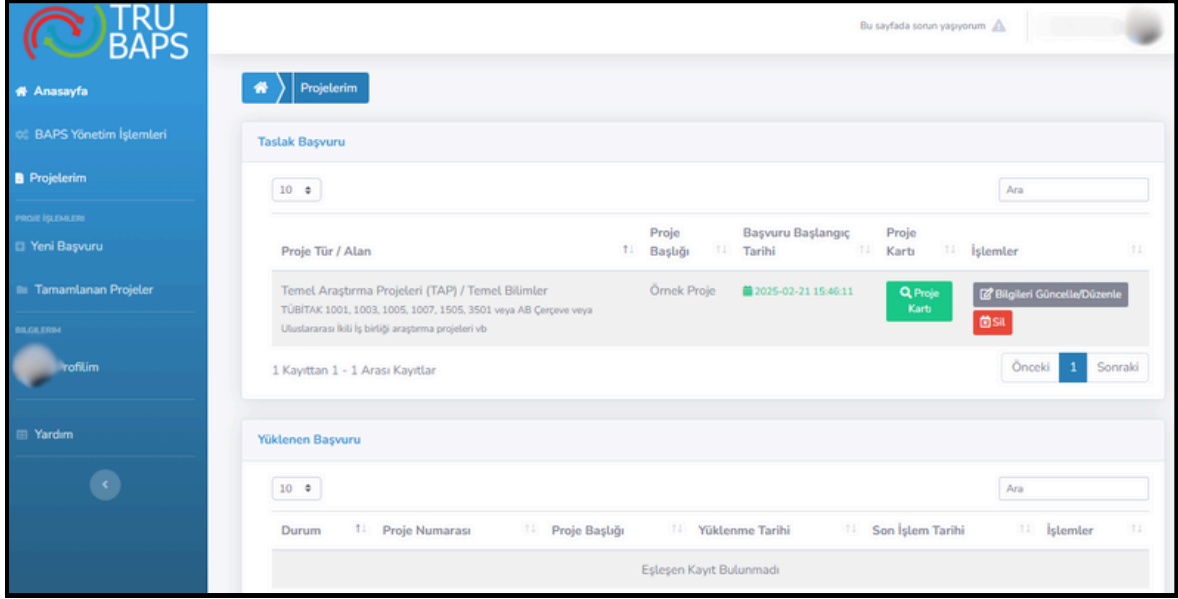 TRU
BAPS
Anasayfa
BAPS Yönetim İşlemleri
Projelerim
PROJE İŞLEMLERİ
Yeni Başvuru
Tamamlanan Projeler
BİLGİLERİM
rofilim
Yardım
Bu sayfada sorun yaşıyorum
Projelerim
Taslak Başvuru
10
Ara
Proje Tür / Alan
Proje
Başlığı
Başvuru Başlangıç
Tarihi
Proje
Kartı
İşlemler
Temel Araştırma Projeleri (TAP) / Temel Bilimler
TÜBİTAK 1001, 1003, 1005, 1007, 1505, 3501 veya AB Çerçeve veya
Uluslararası İkili İş birliği araştırma projeleri vb
Örnek Proje
2025-02-21 15:46:11
Proje
Kartı
Bilgileri Güncelle/Düzenle
Sil
1 Kayıttan 1 - 1 Arası Kayıtlar
Önceki 1 Sonraki
Yüklenen Başvuru
10
Ara
Durum Proje Numarası Proje Başlığı Yüklenme Tarihi Son İşlem Tarihi İşlemler
Eşleşen Kayıt Bulunmadı